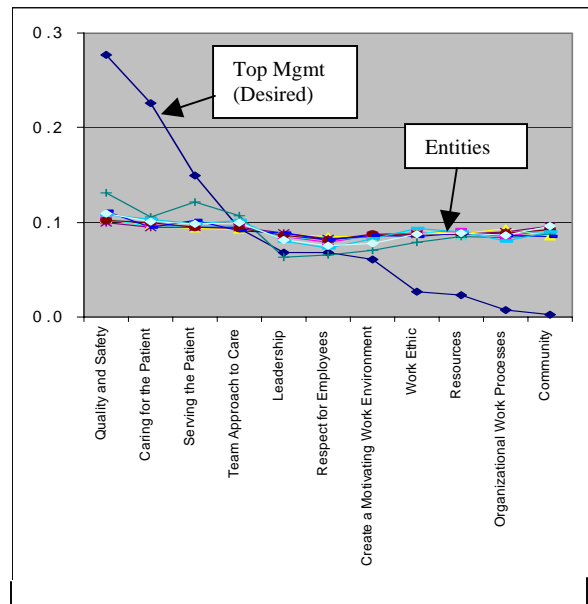 0.3
Top Mgmt
(Desired)
0.2
Entities
0.1
0.0
Quality and Safety
Caring for the Patient
Serving the Patient
Team Approach to Care
Leadership
Respect for Employees
Create a Motivating Work Environment
Work Ethic
Resources
Organizational Work Processes
Community